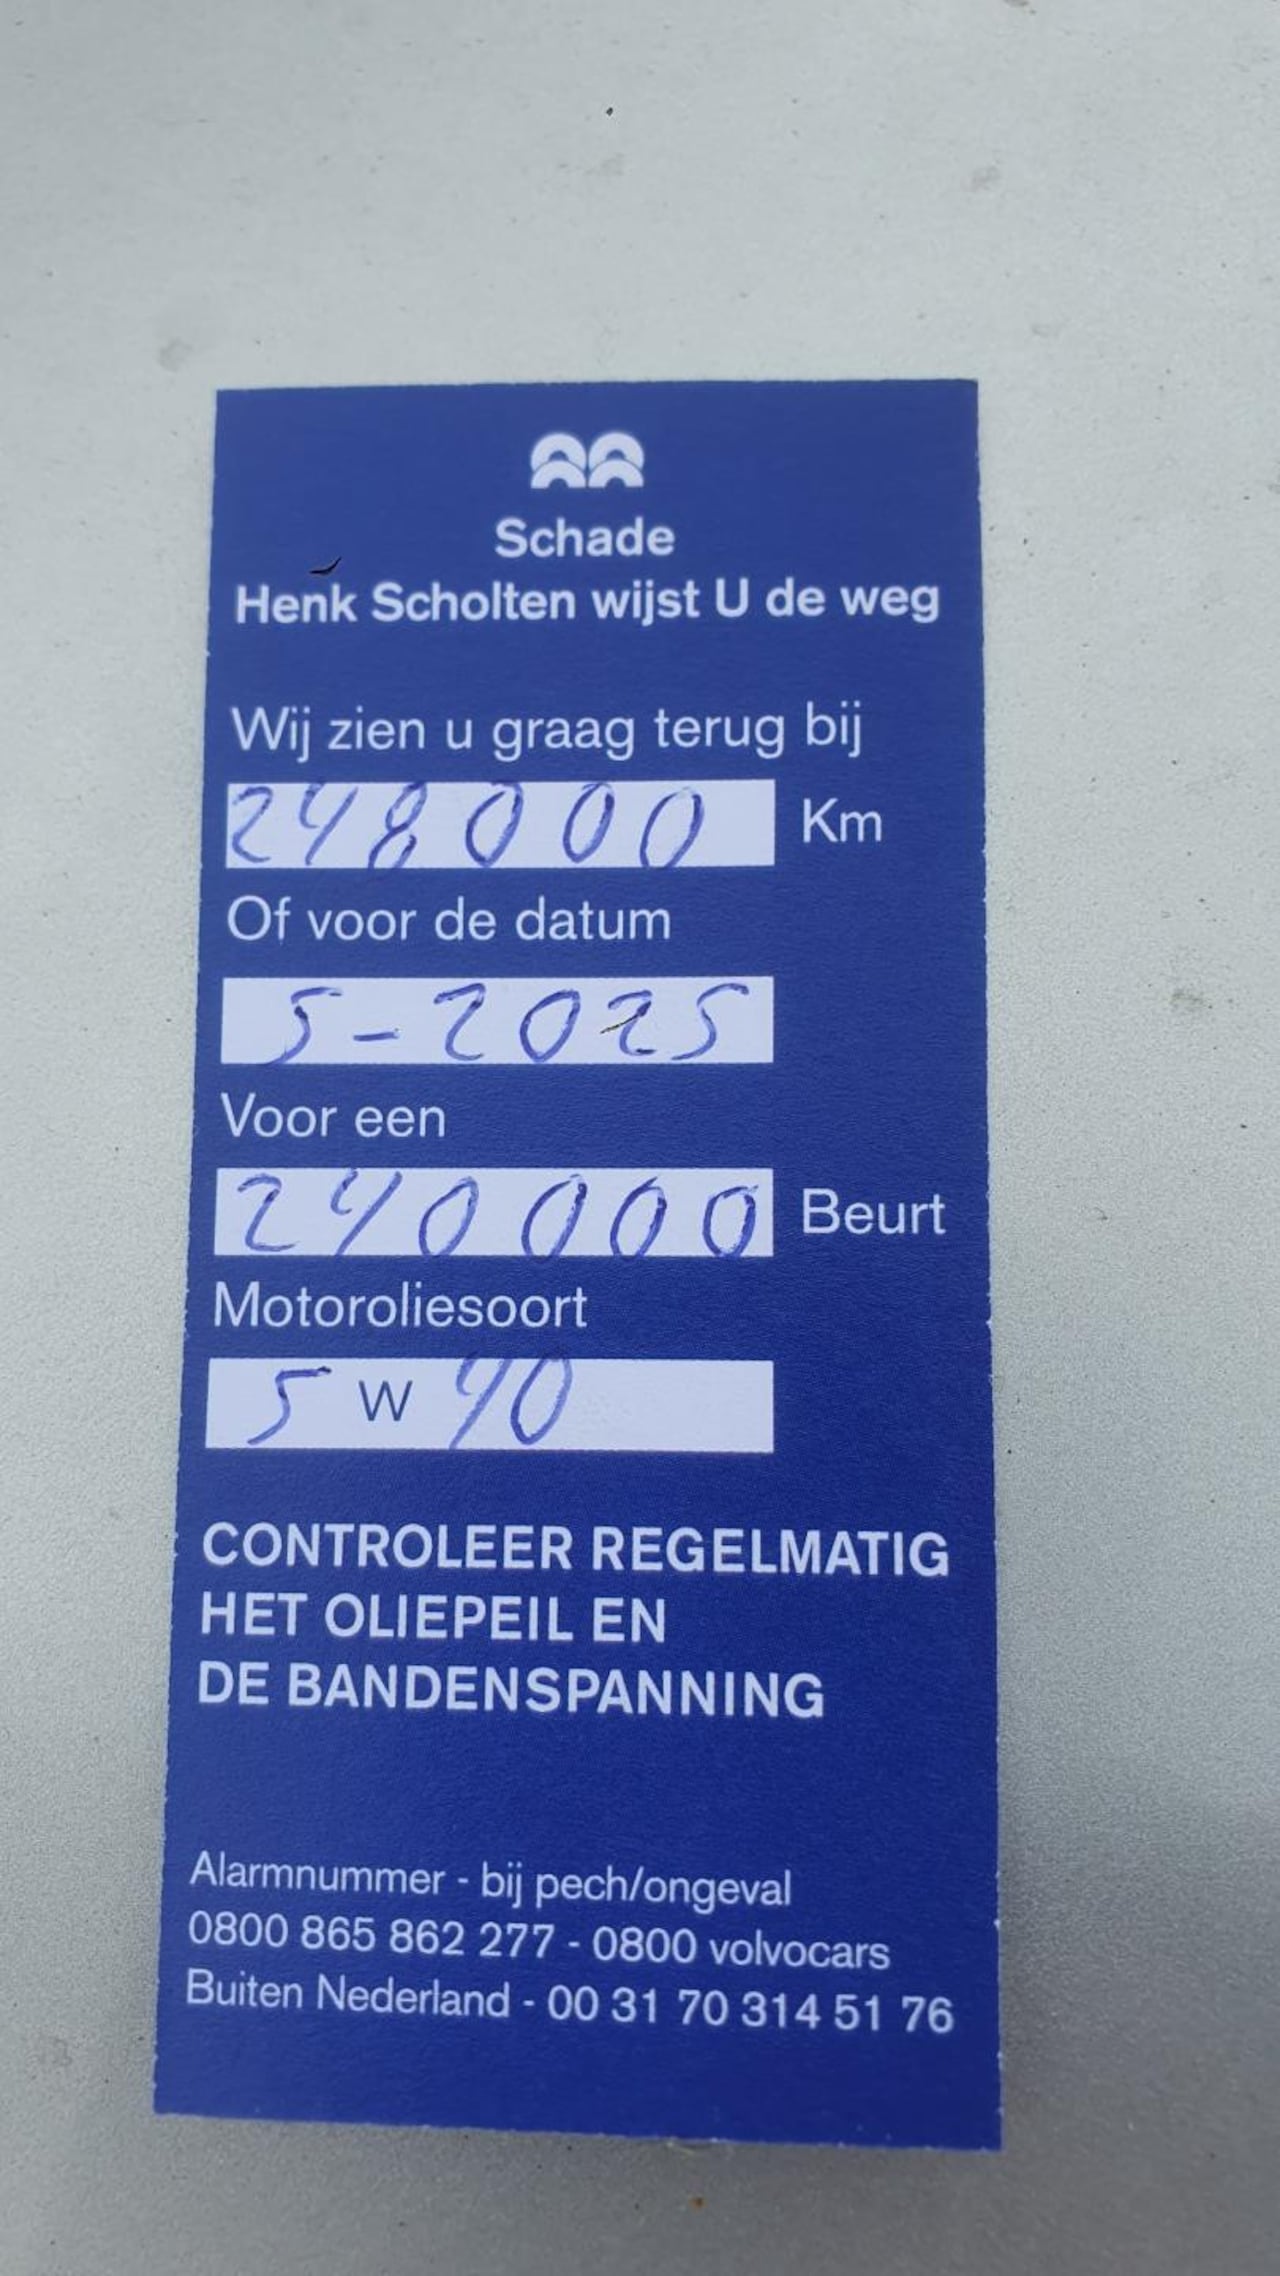 Schade
Henk Scholten wijst U de weg
Wij zien u graag terug bij
248000 Km
Of voor de datum
5-2025
Voor een
240000 Beurt
Motoroliesoort
5 W 40
CONTROLEER REGELMATIG
HET OLIEPEIL EN
DE BANDENSPANNING
Alarmnummer - bij pech/ongeval
0800 865 862 277 - 0800 volvocars
Buiten Nederland - 00 31 70 314 51 76